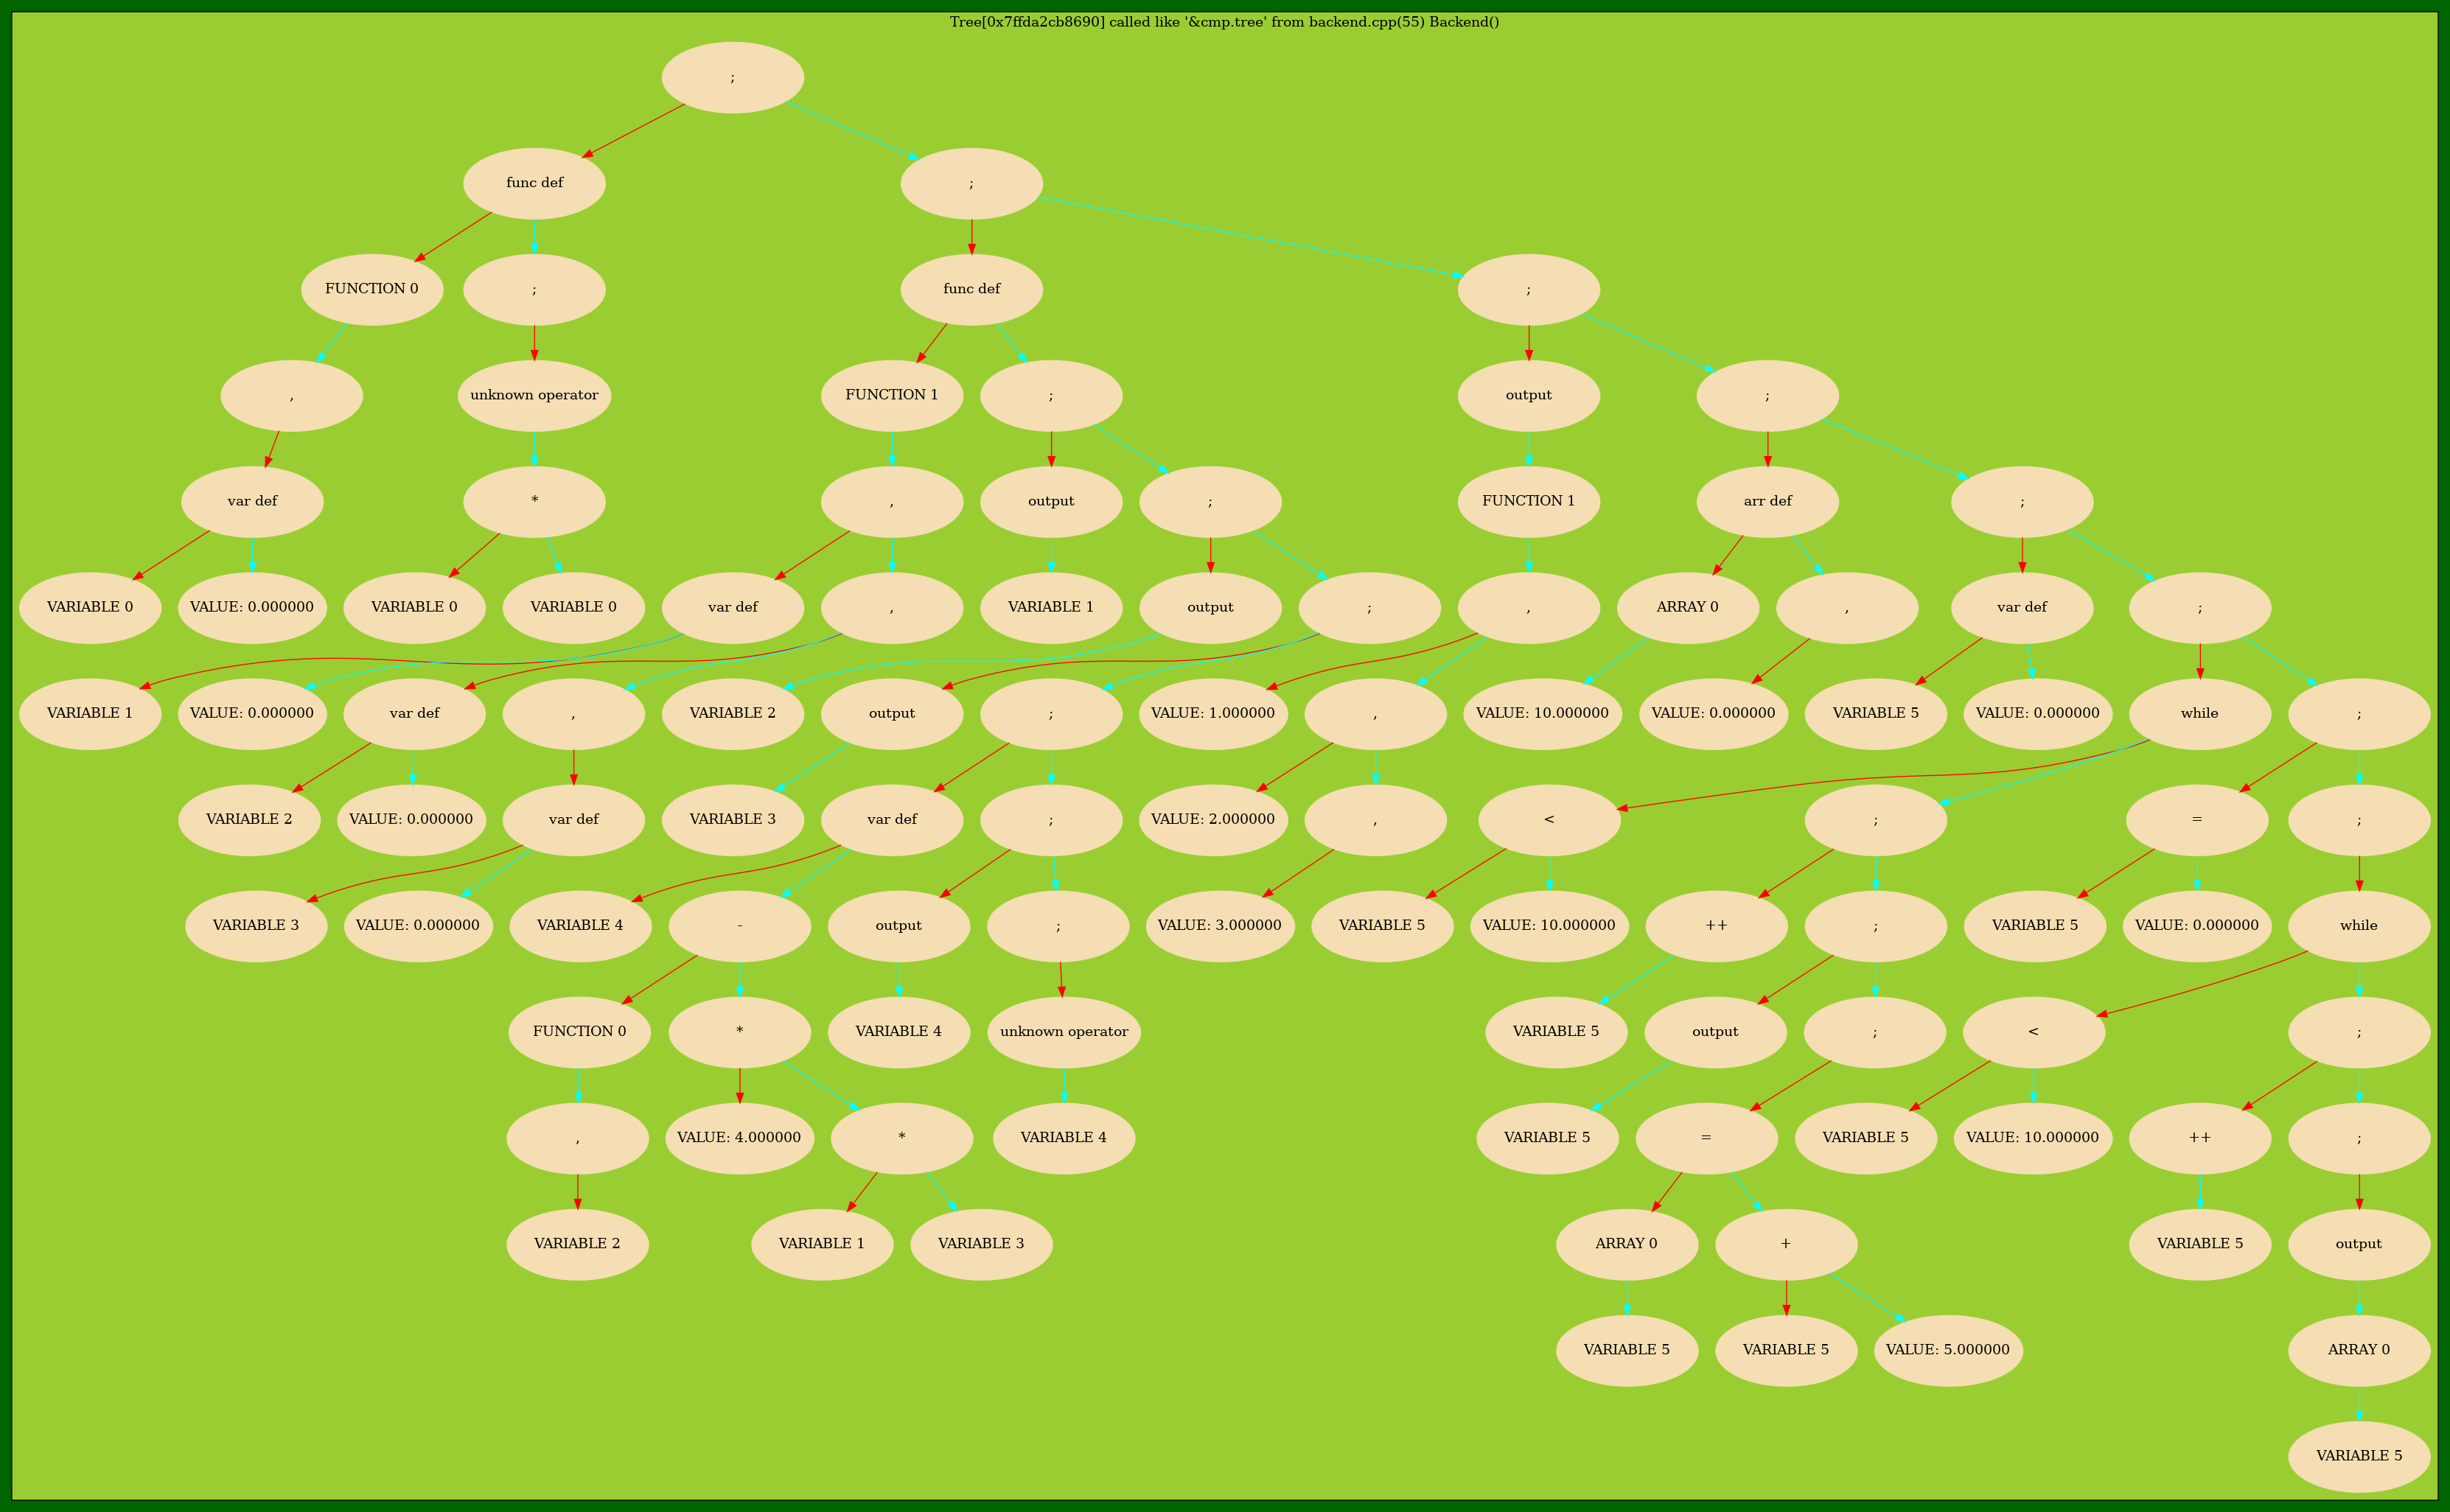 Tree[0x7ffda2cb8690] called like '&cmp.tree' from backend.cpp(55) Backend()
;
func def
;
FUNCTION 0
;
func def
;
,
unknown operator
FUNCTION 1
;
output
;
var def
*
,
output
;
FUNCTION 1
arr def
;
VARIABLE 0
VALUE: 0.000000
VARIABLE 0
VARIABLE 0
var def
,
VARIABLE 1
output
;
,
ARRAY 0
,
var def
;
VARIABLE 1
VALUE: 0.000000
var def
,
VARIABLE 2
output
;
VALUE: 1.000000
,
VALUE: 10.000000
VALUE: 0.000000
VARIABLE 5
VALUE: 0.000000
while
;
VARIABLE 2
VALUE: 0.000000
var def
VARIABLE 3
var def
;
VALUE: 2.000000
,
<
;
=
;
VARIABLE 3
VALUE: 0.000000
VARIABLE 4
-
output
;
VALUE: 3.000000
VARIABLE 5
VALUE: 10.000000
++
;
VARIABLE 5
VALUE: 0.000000
while
FUNCTION 0
*
VARIABLE 4
unknown operator
VARIABLE 5
output
;
<
;
,
VALUE: 4.000000
*
VARIABLE 4
VARIABLE 5
=
VARIABLE 5
VALUE: 10.000000
++
;
VARIABLE 2
VARIABLE 1
VARIABLE 3
ARRAY 0
+
VARIABLE 5
output
VARIABLE 5
VARIABLE 5
VALUE: 5.000000
ARRAY 0
VARIABLE 5